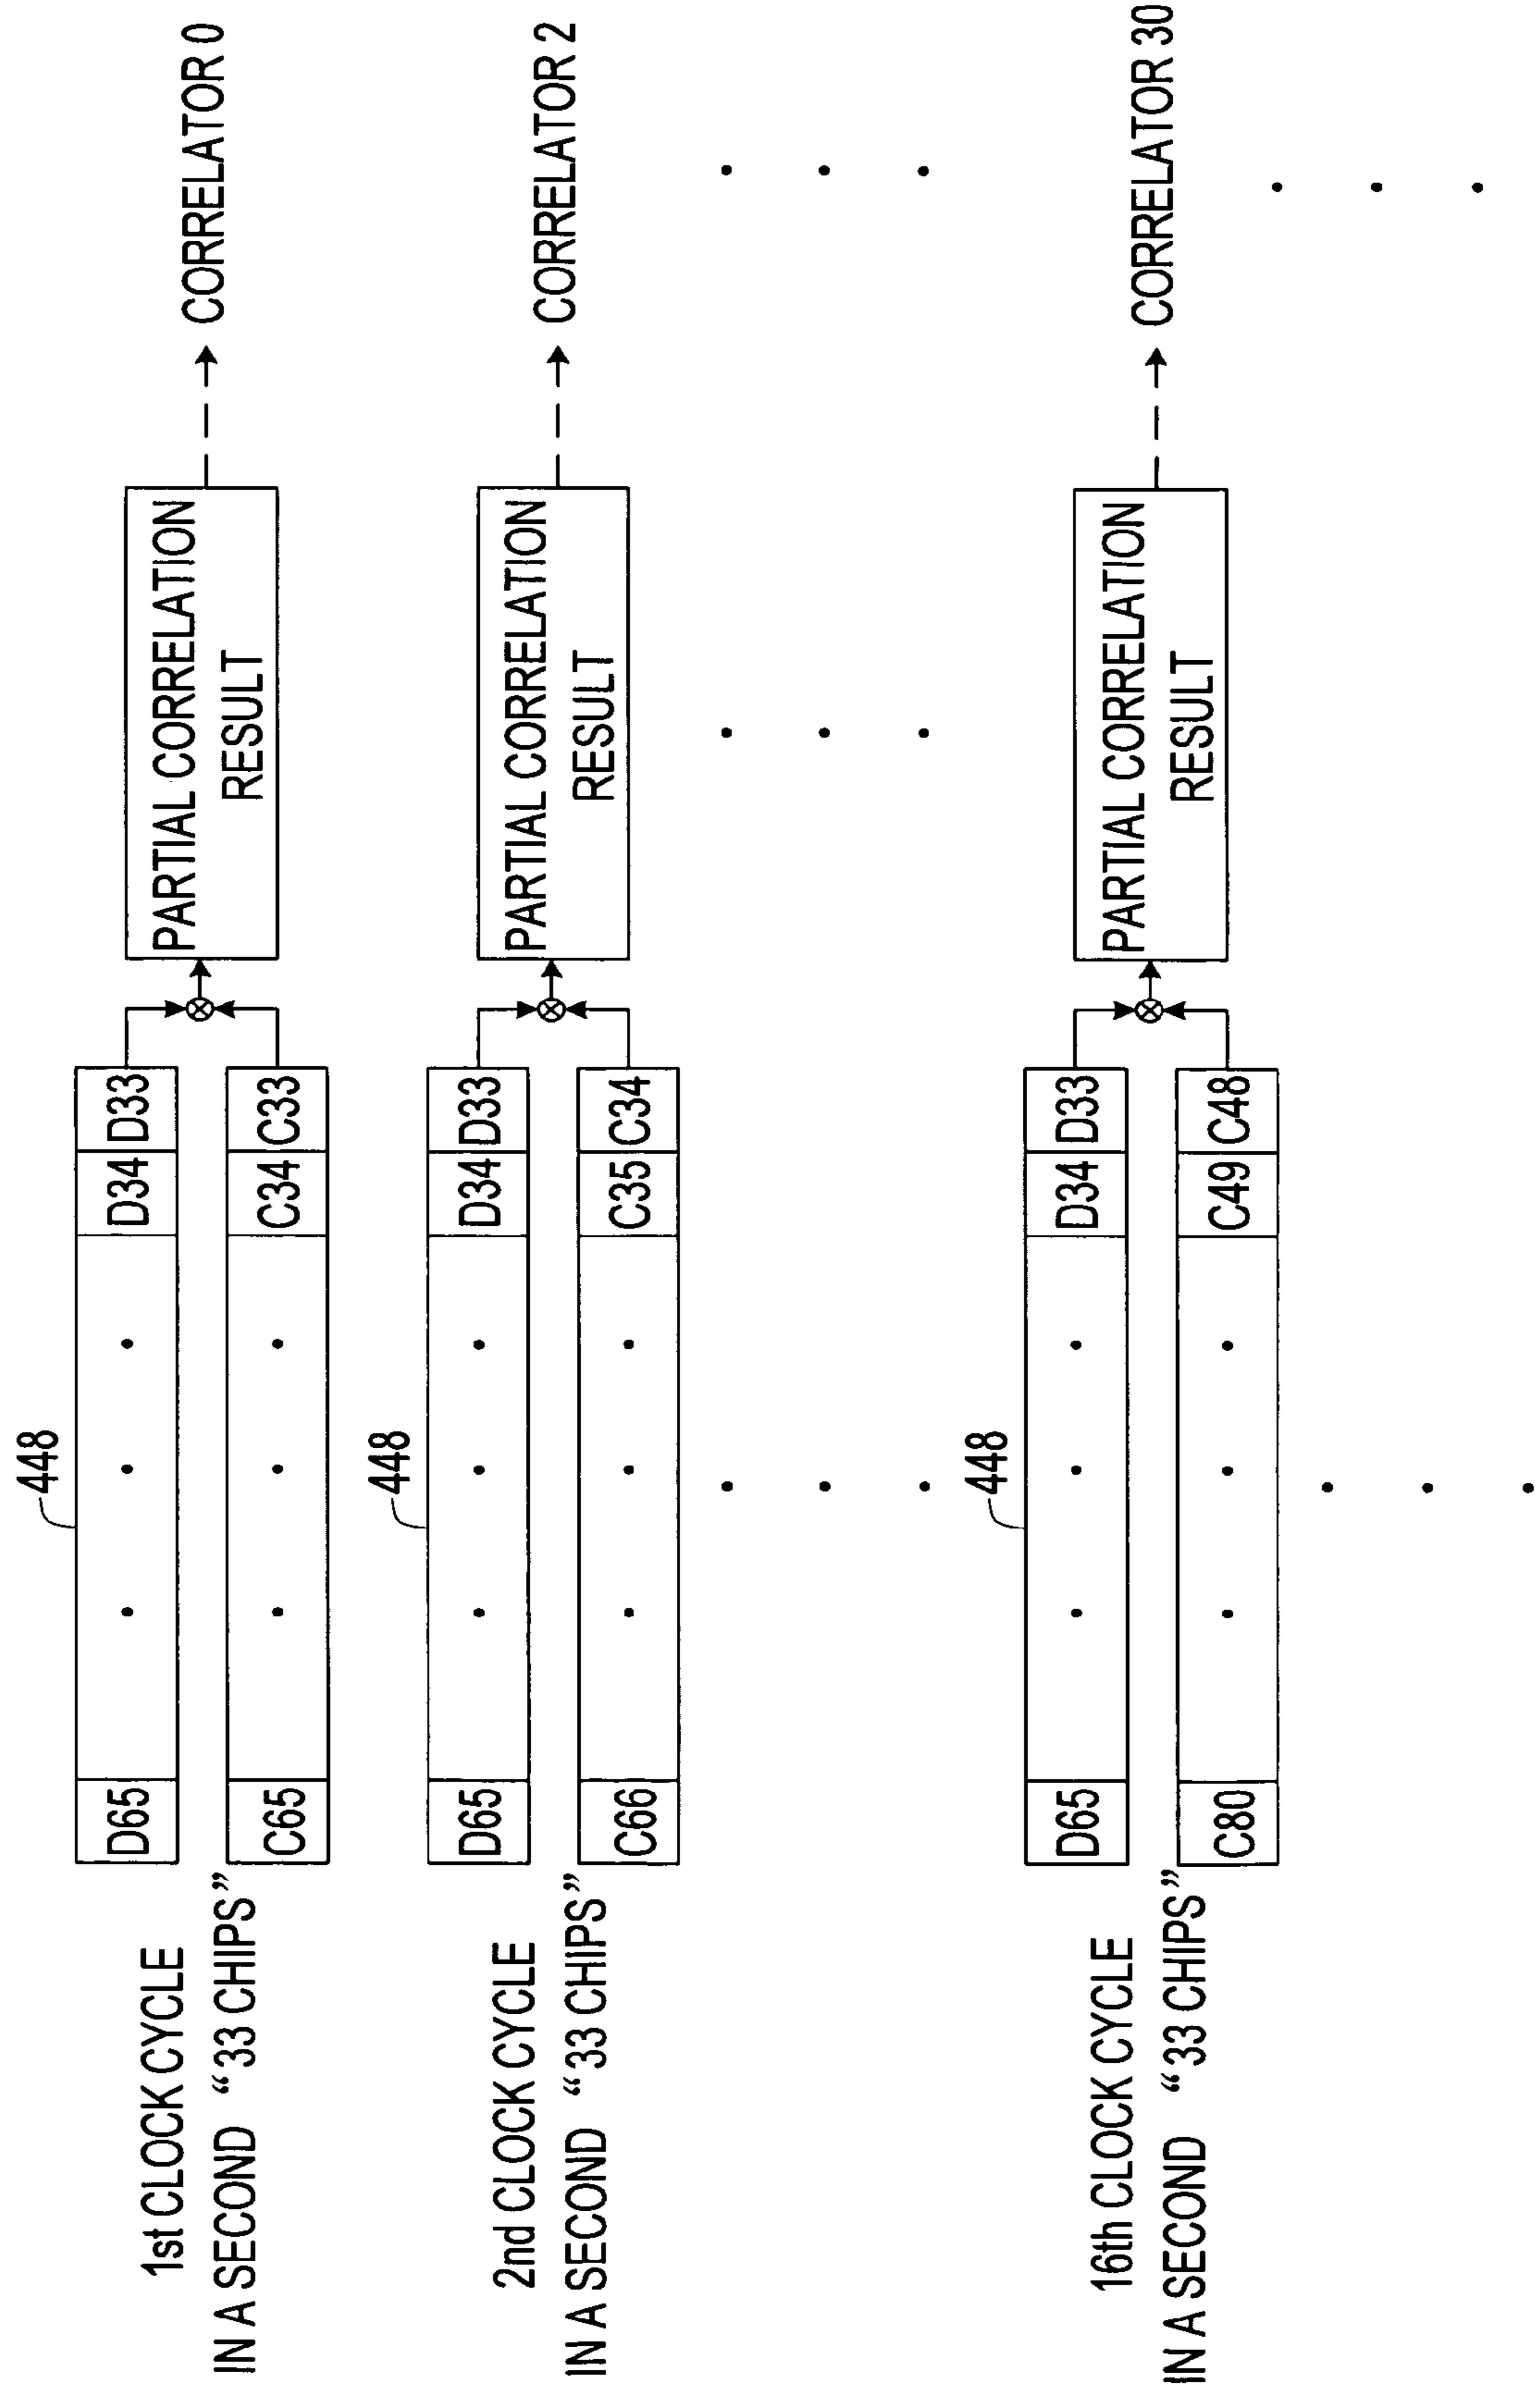 1st CLOCK CYCLE
IN A SECOND “33 CHIPS”
448
D65 D34 D33
C65 C34 C33
PARTIAL CORRELATION
RESULT
CORRELATOR 0
2nd CLOCK CYCLE
IN A SECOND “33 CHIPS”
448
D65 D34 D33
C66 C35 C34
PARTIAL CORRELATION
RESULT
CORRELATOR 2
16th CLOCK CYCLE
IN A SECOND “33 CHIPS”
448
D65 D34 D33
C80 C49 C48
PARTIAL CORRELATION
RESULT
CORRELATOR 30